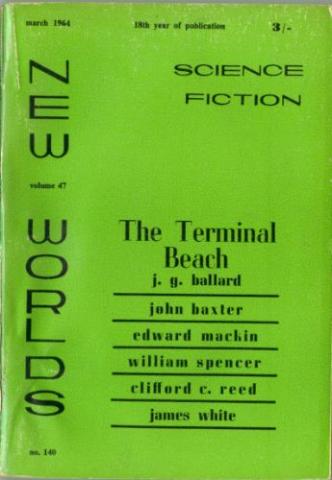 march 1964
18th year of publication
3/-
NEW
WORLDS
SCIENCE
FICTION
volume 47
The Terminal
Beach
j. g. ballard
john baxter
edward mackin
william spencer
clifford c. reed
james white
no. 140